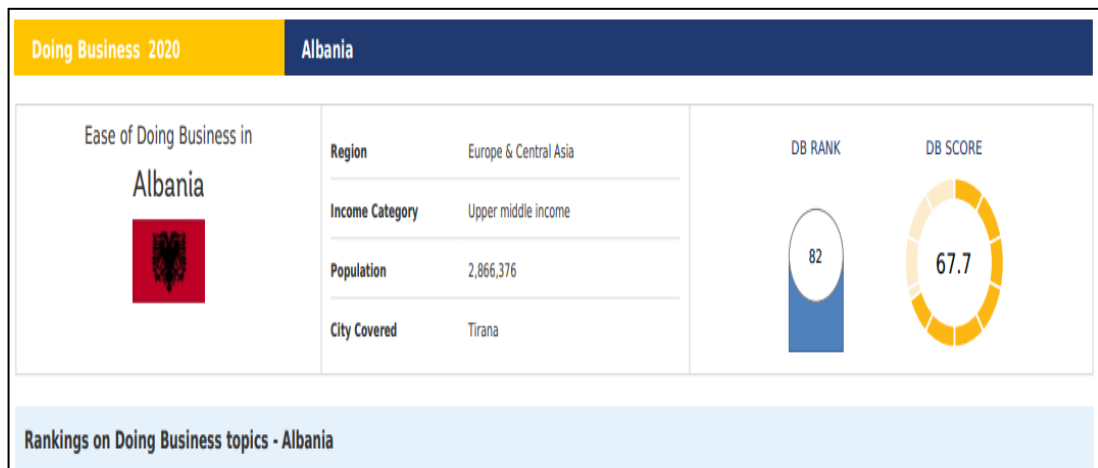 Doing Business 2020
Albania
Ease of Doing Business in
Albania
Region Europe & Central Asia
Income Category Upper middle income
Population 2,866,376
City Covered Tirana
DB RANK DB SCORE
82 67.7
Rankings on Doing Business topics - Albania